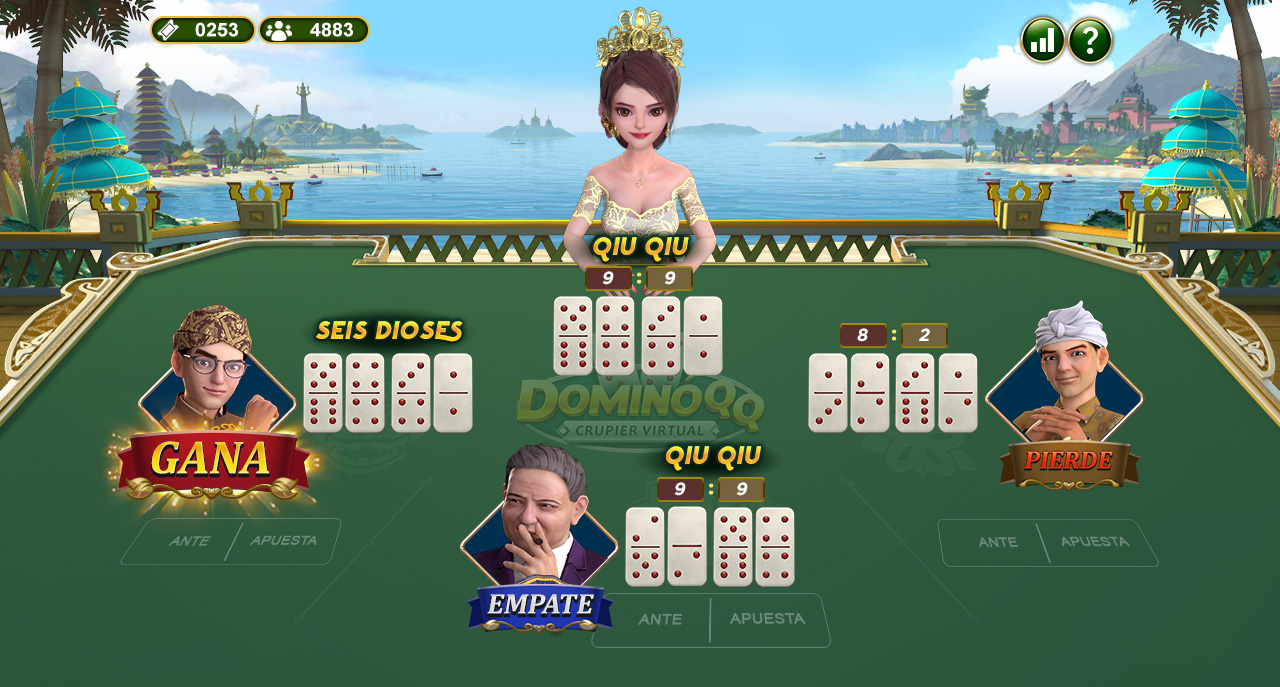 0253
4883
?
QIU QIU
9 : 9
SEIS DIOSES
8 : 2
DOMINOQQ
CRUPIER VIRTUAL
GANA
QIU QIU
9 : 9
PIERDE
ANTE APUESTA
EMPATE
ANTE APUESTA
ANTE APUESTA